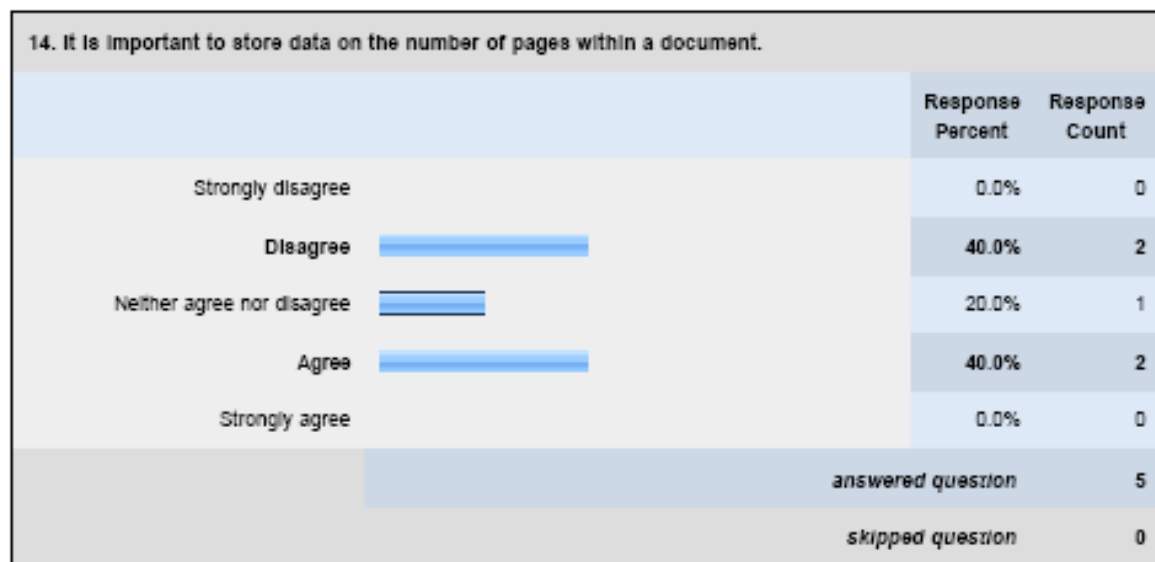 14. It is important to store data on the number of pages within a document.
Response Percent Response Count
Strongly disagree 0.0% 0
Disagree 40.0% 2
Neither agree nor disagree 20.0% 1
Agree 40.0% 2
Strongly agree 0.0% 0
answered question 5
skipped question 0